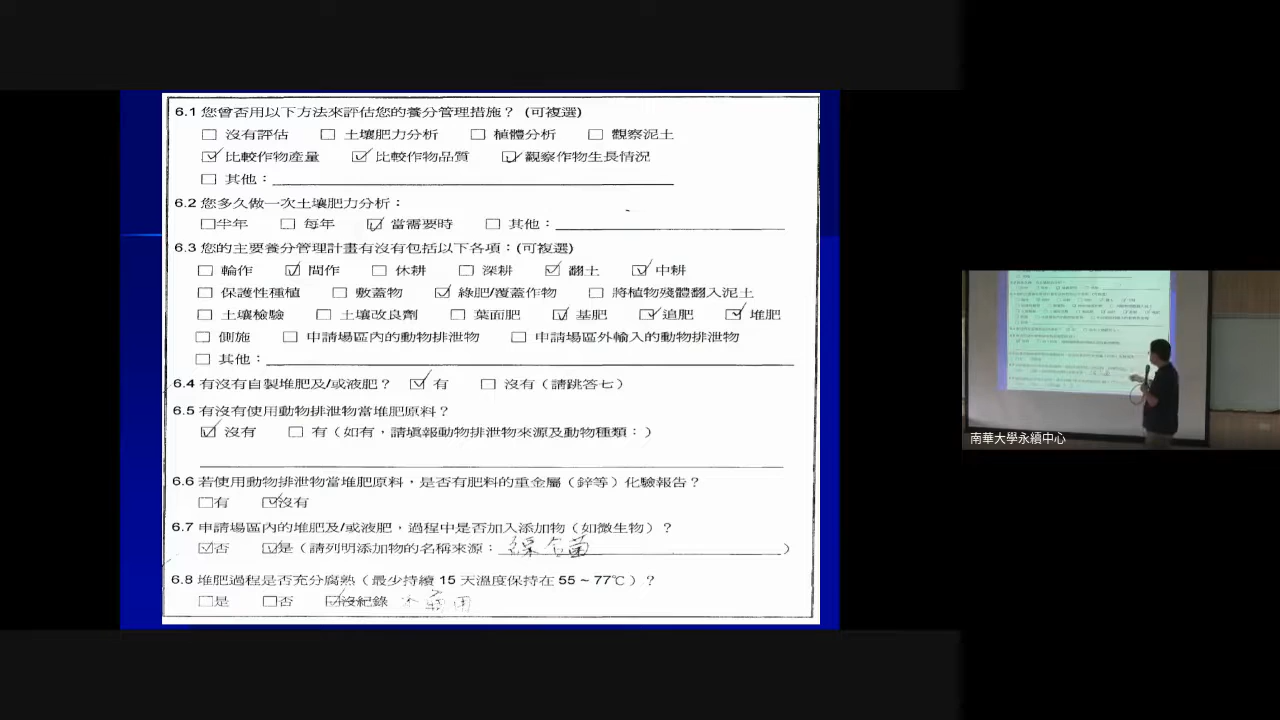 6.1 您曾否用以下方法來評估您的養分管理措施？ (可複選)
□ 沒有評估 □ 土壤肥力分析 □ 植體分析 □ 觀察泥土
☑ 比較作物產量 ☑ 比較作物品質 ☑ 觀察作物生長情況
□ 其他：
6.2 您多久做一次土壤肥力分析：
□半年 □ 每年 ☑ 當需要時 □ 其他：
6.3 您的主要養分管理計畫有沒有包括以下各項：(可複選)
□ 輪作 ☑ 間作 □ 休耕 □ 深耕 ☑ 翻土 ☑ 中耕
□ 保護性種植 □ 敷蓋物 ☑ 綠肥/覆蓋作物 □ 將植物殘體翻入泥土
□ 土壤檢驗 □ 土壤改良劑 □ 葉面肥 ☑ 基肥 ☑ 追肥 ☑ 堆肥
□ 側施 □ 申請場區內的動物排泄物 □ 申請場區外輸入的動物排泄物
□ 其他：
6.4 有沒有自製堆肥及/或液肥？ ☑ 有 □ 沒有 (請跳答七)
6.5 有沒有使用動物排泄物當堆肥原料？
☑ 沒有 □ 有 (如有，請填報動物排泄物來源及動物種類：)
6.6 若使用動物排泄物當堆肥原料，是否有肥料的重金屬 (鋅等) 化驗報告？
□有 ☑沒有
6.7 申請場區內的堆肥及/或液肥，過程中是否加入添加物 (如微生物)？
☑否 ☑是 (請列明添加物的名稱來源：綜合菌)
6.8 堆肥過程是否充分腐熟 (最少持續 15 天溫度保持在 55 ~ 77℃)？
□是 □否 ☑沒紀錄
南華大學永續中心